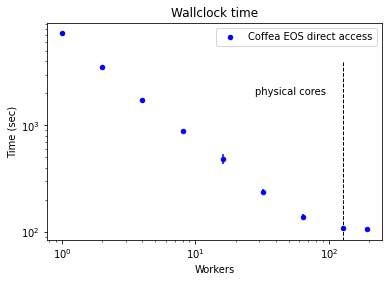 Wallclock time
Coffea EOS direct access
physical cores
Time (sec)
10³
10²
10⁰
10¹
10²
Workers